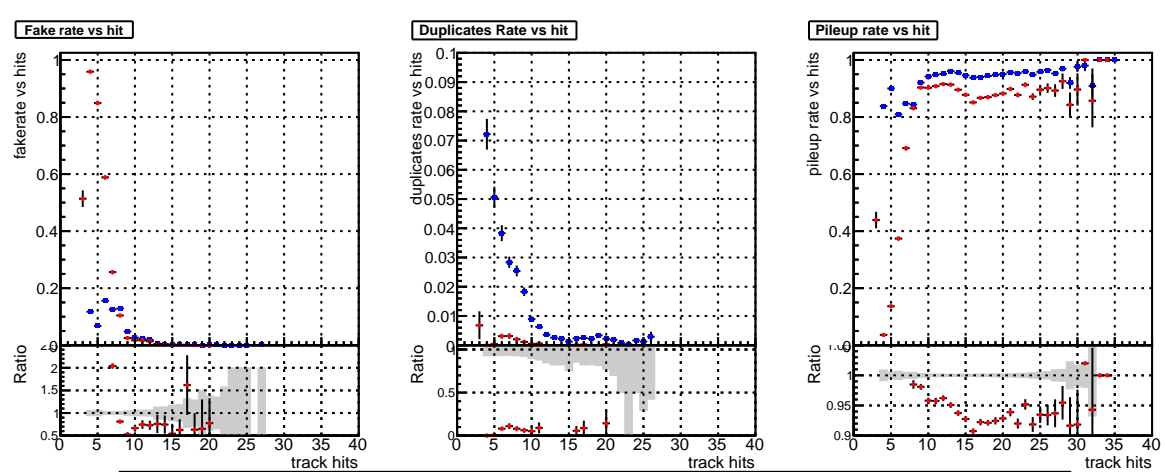 Fake rate vs hit
fakerate vs hits
1
0.8
0.6
0.4
0.2
0
Ratio
2
1.5
1
0.5
0 5 10 15 20 25 30 35 40
track hits
Duplicates Rate vs hit
duplicates rate vs hits
0.1
0.09
0.08
0.07
0.06
0.05
0.04
0.03
0.02
0.01
0
Ratio
1
0
0 5 10 15 20 25 30 35 40
track hits
Pileup rate vs hit
pileup rate vs hits
1
0.8
0.6
0.4
0.2
0
Ratio
1
0.95
0.9
0 5 10 15 20 25 30 35 40
track hits